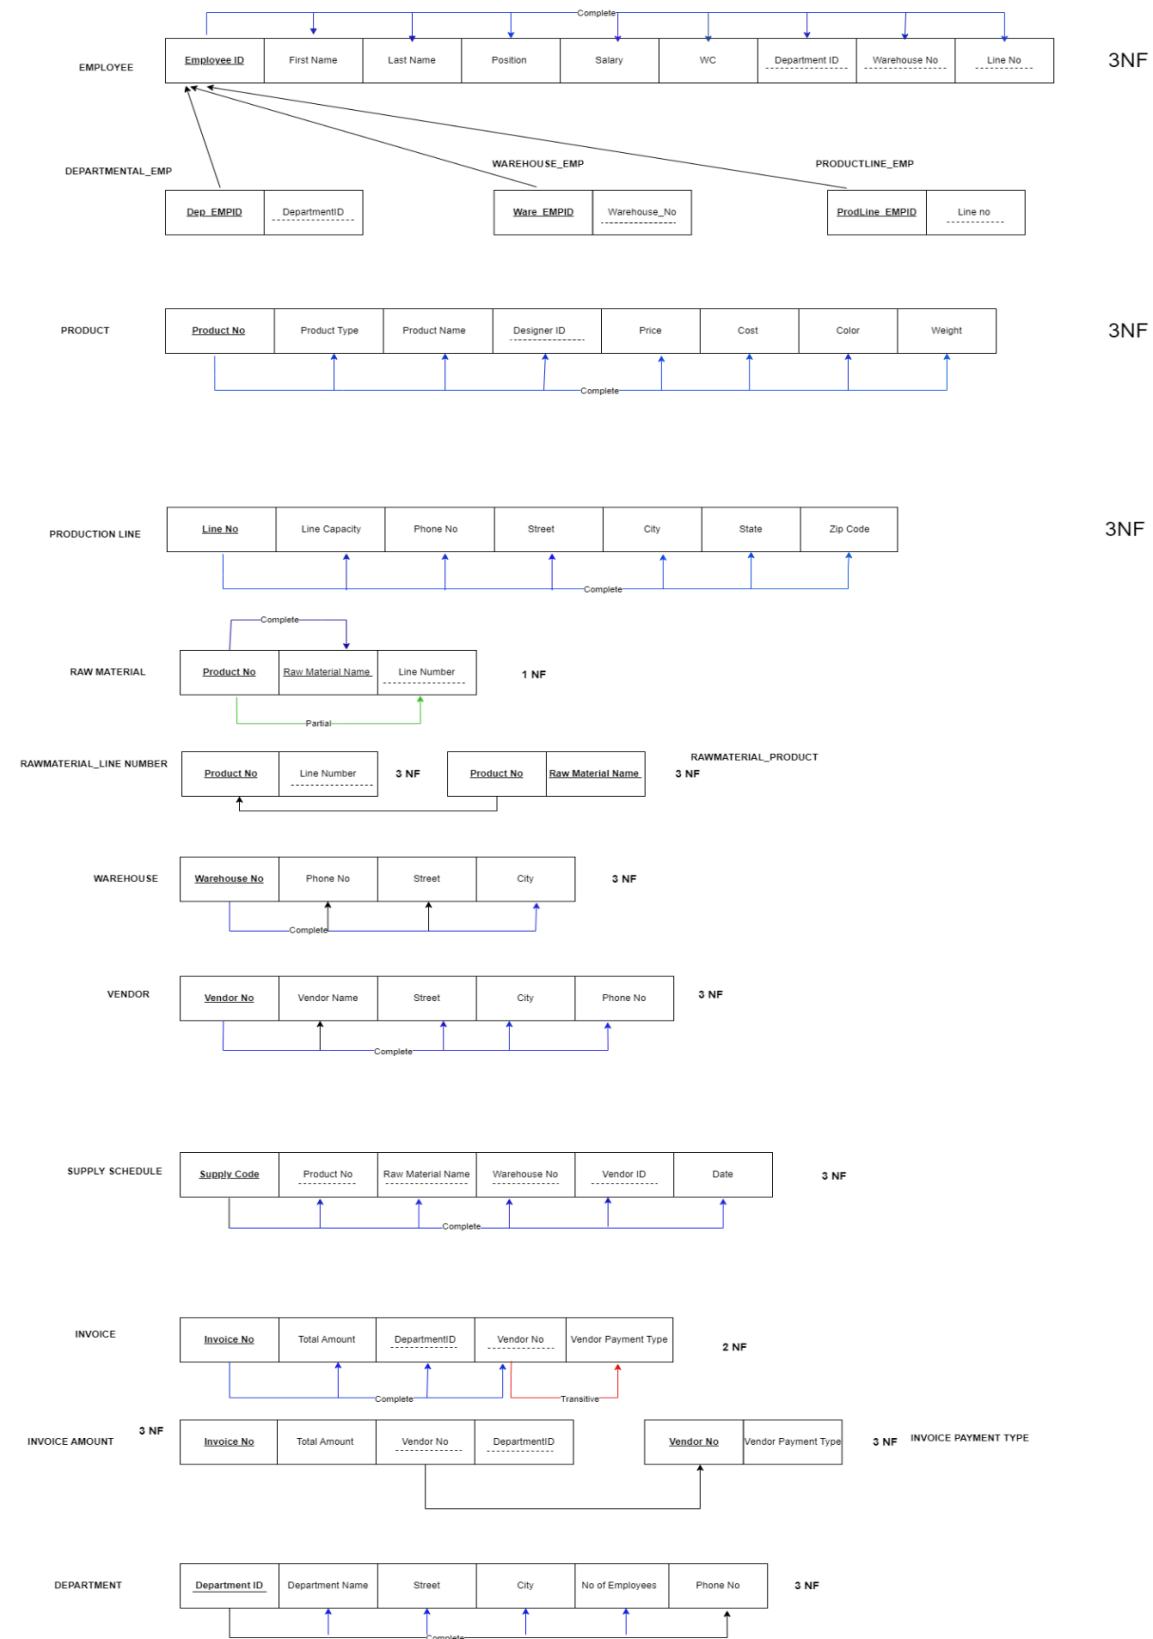 Complete
EMPLOYEE
Employee ID
First Name
Last Name
Position
Salary
WC
Department ID
Warehouse No
Line No
3NF
DEPARTMENTAL_EMP
WAREHOUSE_EMP
PRODUCTLINE_EMP
Dep_EMPID
DepartmentID
Ware_EMPID
Warehouse_No
ProdLine_EMPID
Line no
PRODUCT
Product No
Product Type
Product Name
Designer ID
Price
Cost
Color
Weight
3NF
Complete
PRODUCTION LINE
Line No
Line Capacity
Phone No
Street
City
State
Zip Code
3NF
Complete
Complete
RAW MATERIAL
Product No
Raw Material Name
Line Number
1 NF
Partial
RAWMATERIAL_LINE NUMBER
Product No
Line Number
3 NF
Product No
Raw Material Name
3 NF
RAWMATERIAL_PRODUCT
WAREHOUSE
Warehouse No
Phone No
Street
City
3 NF
Complete
VENDOR
Vendor No
Vendor Name
Street
City
Phone No
3 NF
Complete
SUPPLY SCHEDULE
Supply Code
Product No
Raw Material Name
Warehouse No
Vendor ID
Date
3 NF
Complete
INVOICE
Invoice No
Total Amount
DepartmentID
Vendor No
Vendor Payment Type
2 NF
Complete
Transitive
INVOICE AMOUNT
3 NF
Invoice No
Total Amount
Vendor No
DepartmentID
Vendor No
Vendor Payment Type
3 NF
INVOICE PAYMENT TYPE
DEPARTMENT
Department ID
Department Name
Street
City
No of Employees
Phone No
3 NF
Complete